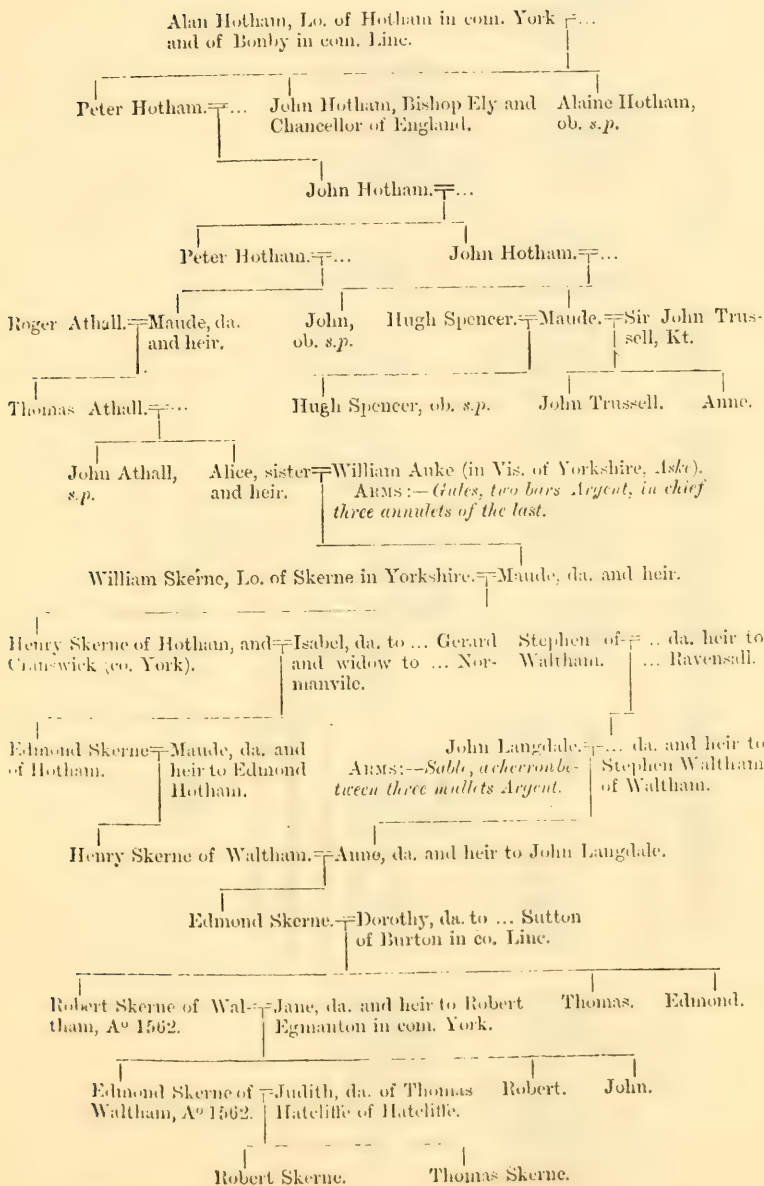 Alan Hotham, Lo. of Hotham in com. York =...
and of Bonby in com. Linc.
Peter Hotham.=... John Hotham, Bishop Ely and Alaine Hotham,
Chancellor of England. ob. s.p.
John Hotham.=...
Peter Hotham.=... John Hotham.=...
Roger Athall.=Maude, da. John, Hugh Spencer.=Maude.=Sir John Trus-
and heir. ob. s.p. sell, Kt.
Thomas Athall.=... Hugh Spencer, ob. s.p. John Trussell. Anne.
John Athall, Alice, sister=William Auke (in Vis. of Yorkshire, Aske).
s.p. and heir. ARMS:—Gules, two bars Argent, in chief
three annulets of the last.
William Skerne, Lo. of Skerne in Yorkshire.=Maude, da. and heir.
Henry Skerne of Hotham, and=Isabel, da. to ... Gerard Stephen of=... da. heir to
Cranswick (co. York). and widow to ... Nor- Waltham. ... Ravensall.
manvile.
Edmond Skerne=Maude, da. and John Langdale.=... da. and heir to
of Hotham. heir to Edmond ARMS:—Sable, a chevron be- Stephen Waltham
Hotham. tween three mullets Argent. of Waltham.
Henry Skerne of Waltham.=Anne, da. and heir to John Langdale.
Edmond Skerne.=Dorothy, da. to ... Sutton
of Burton in co. Linc.
Robert Skerne of Wal-=Jane, da. and heir to Robert Thomas. Edmond.
tham, Aº 1562. Egmanton in com. York.
Edmond Skerne of =Judith, da. of Thomas Robert. John.
Waltham, Aº 1562. Hatcliffe of Hatcliffe.
Robert Skerne. Thomas Skerne.